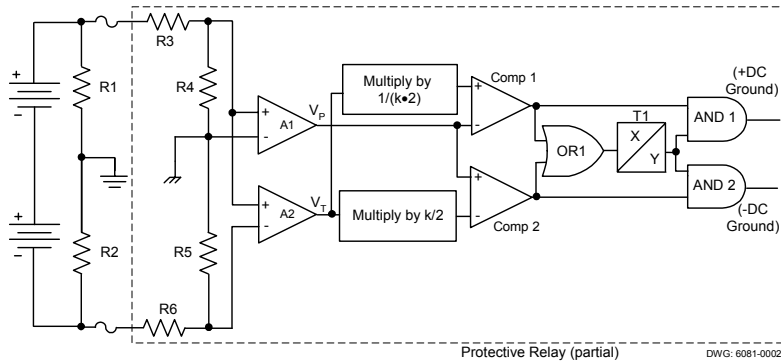 R3
(+DC
Ground)
+
R1
R4
Multiply by
1/(k•2)
Comp 1
+
-
-
+
-
A1
V_P
T1
X
Y
AND 1
OR1
+
-
+
-
A2
V_T
Multiply by k/2
+
-
Comp 2
AND 2
(-DC
Ground)
R2
R5
R6
Protective Relay (partial)
DWG: 6081-0002